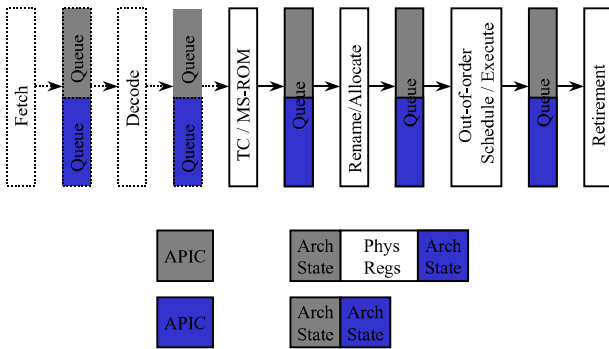 Fetch
Queue
Queue
Decode
Queue
Queue
TC / MS-ROM
Queue
Rename/Allocate
Queue
Out-of-order
Schedule / Execute
Queue
Retirement
APIC
Arch
State
Phys
Regs
Arch
State
APIC
Arch
State
Arch
State